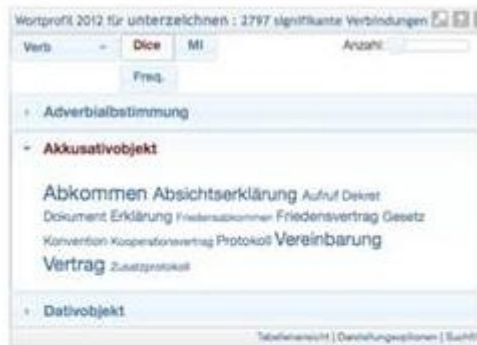 Wortprofil 2012 für unterzeichnen : 2797 signifikante Verbindungen
Verb Dice MI Anzahl:
Freq.
Adverbialbstimmung
Akkusativobjekt
Abkommen Absichtserklärung Aufruf Dekret
Dokument Erklärung Friedensabkommen Friedensvertrag Gesetz
Konvention Kooperationsvertrag Protokoll Vereinbarung
Vertrag Zusatzprotokoll
Dativobjekt
Tabellenansicht | Darstellungsoptionen |